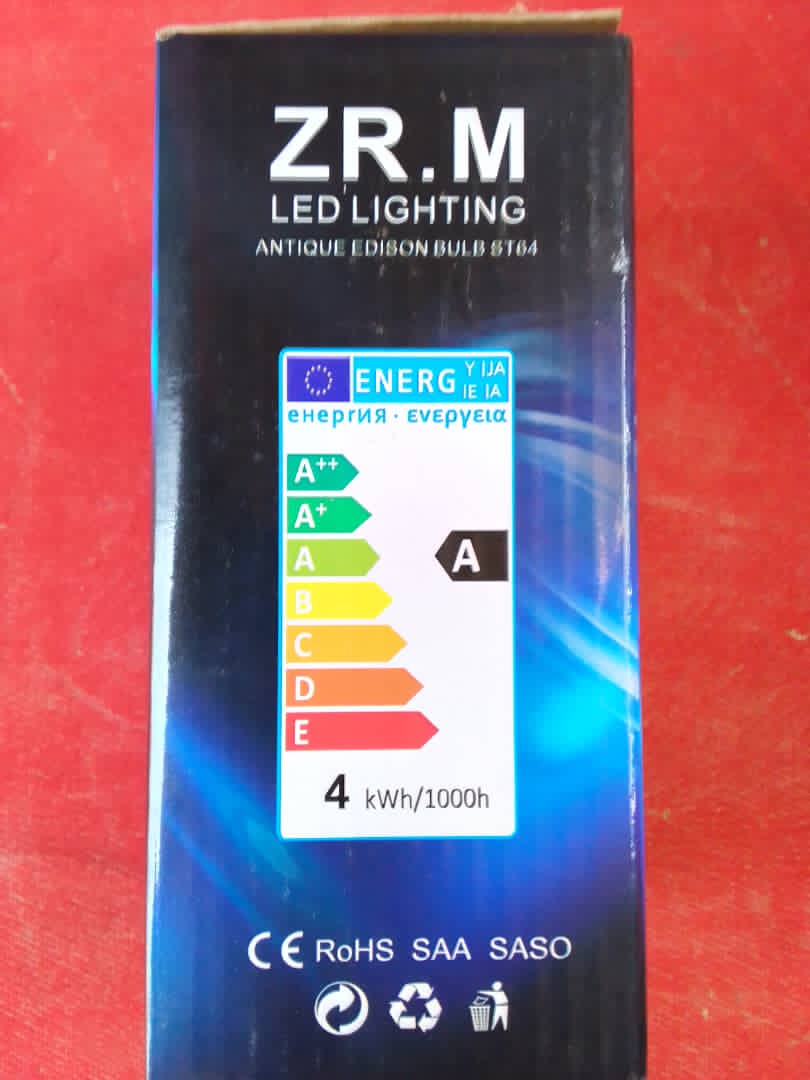 ZR.M
LED LIGHTING
ANTIQUE EDISON BULB ST64
ENERG Y IJA
IE IA
енергия · ενεργεια
A++
A+
A
A
B
C
D
E
4 kWh/1000h
CE RoHS SAA SASO